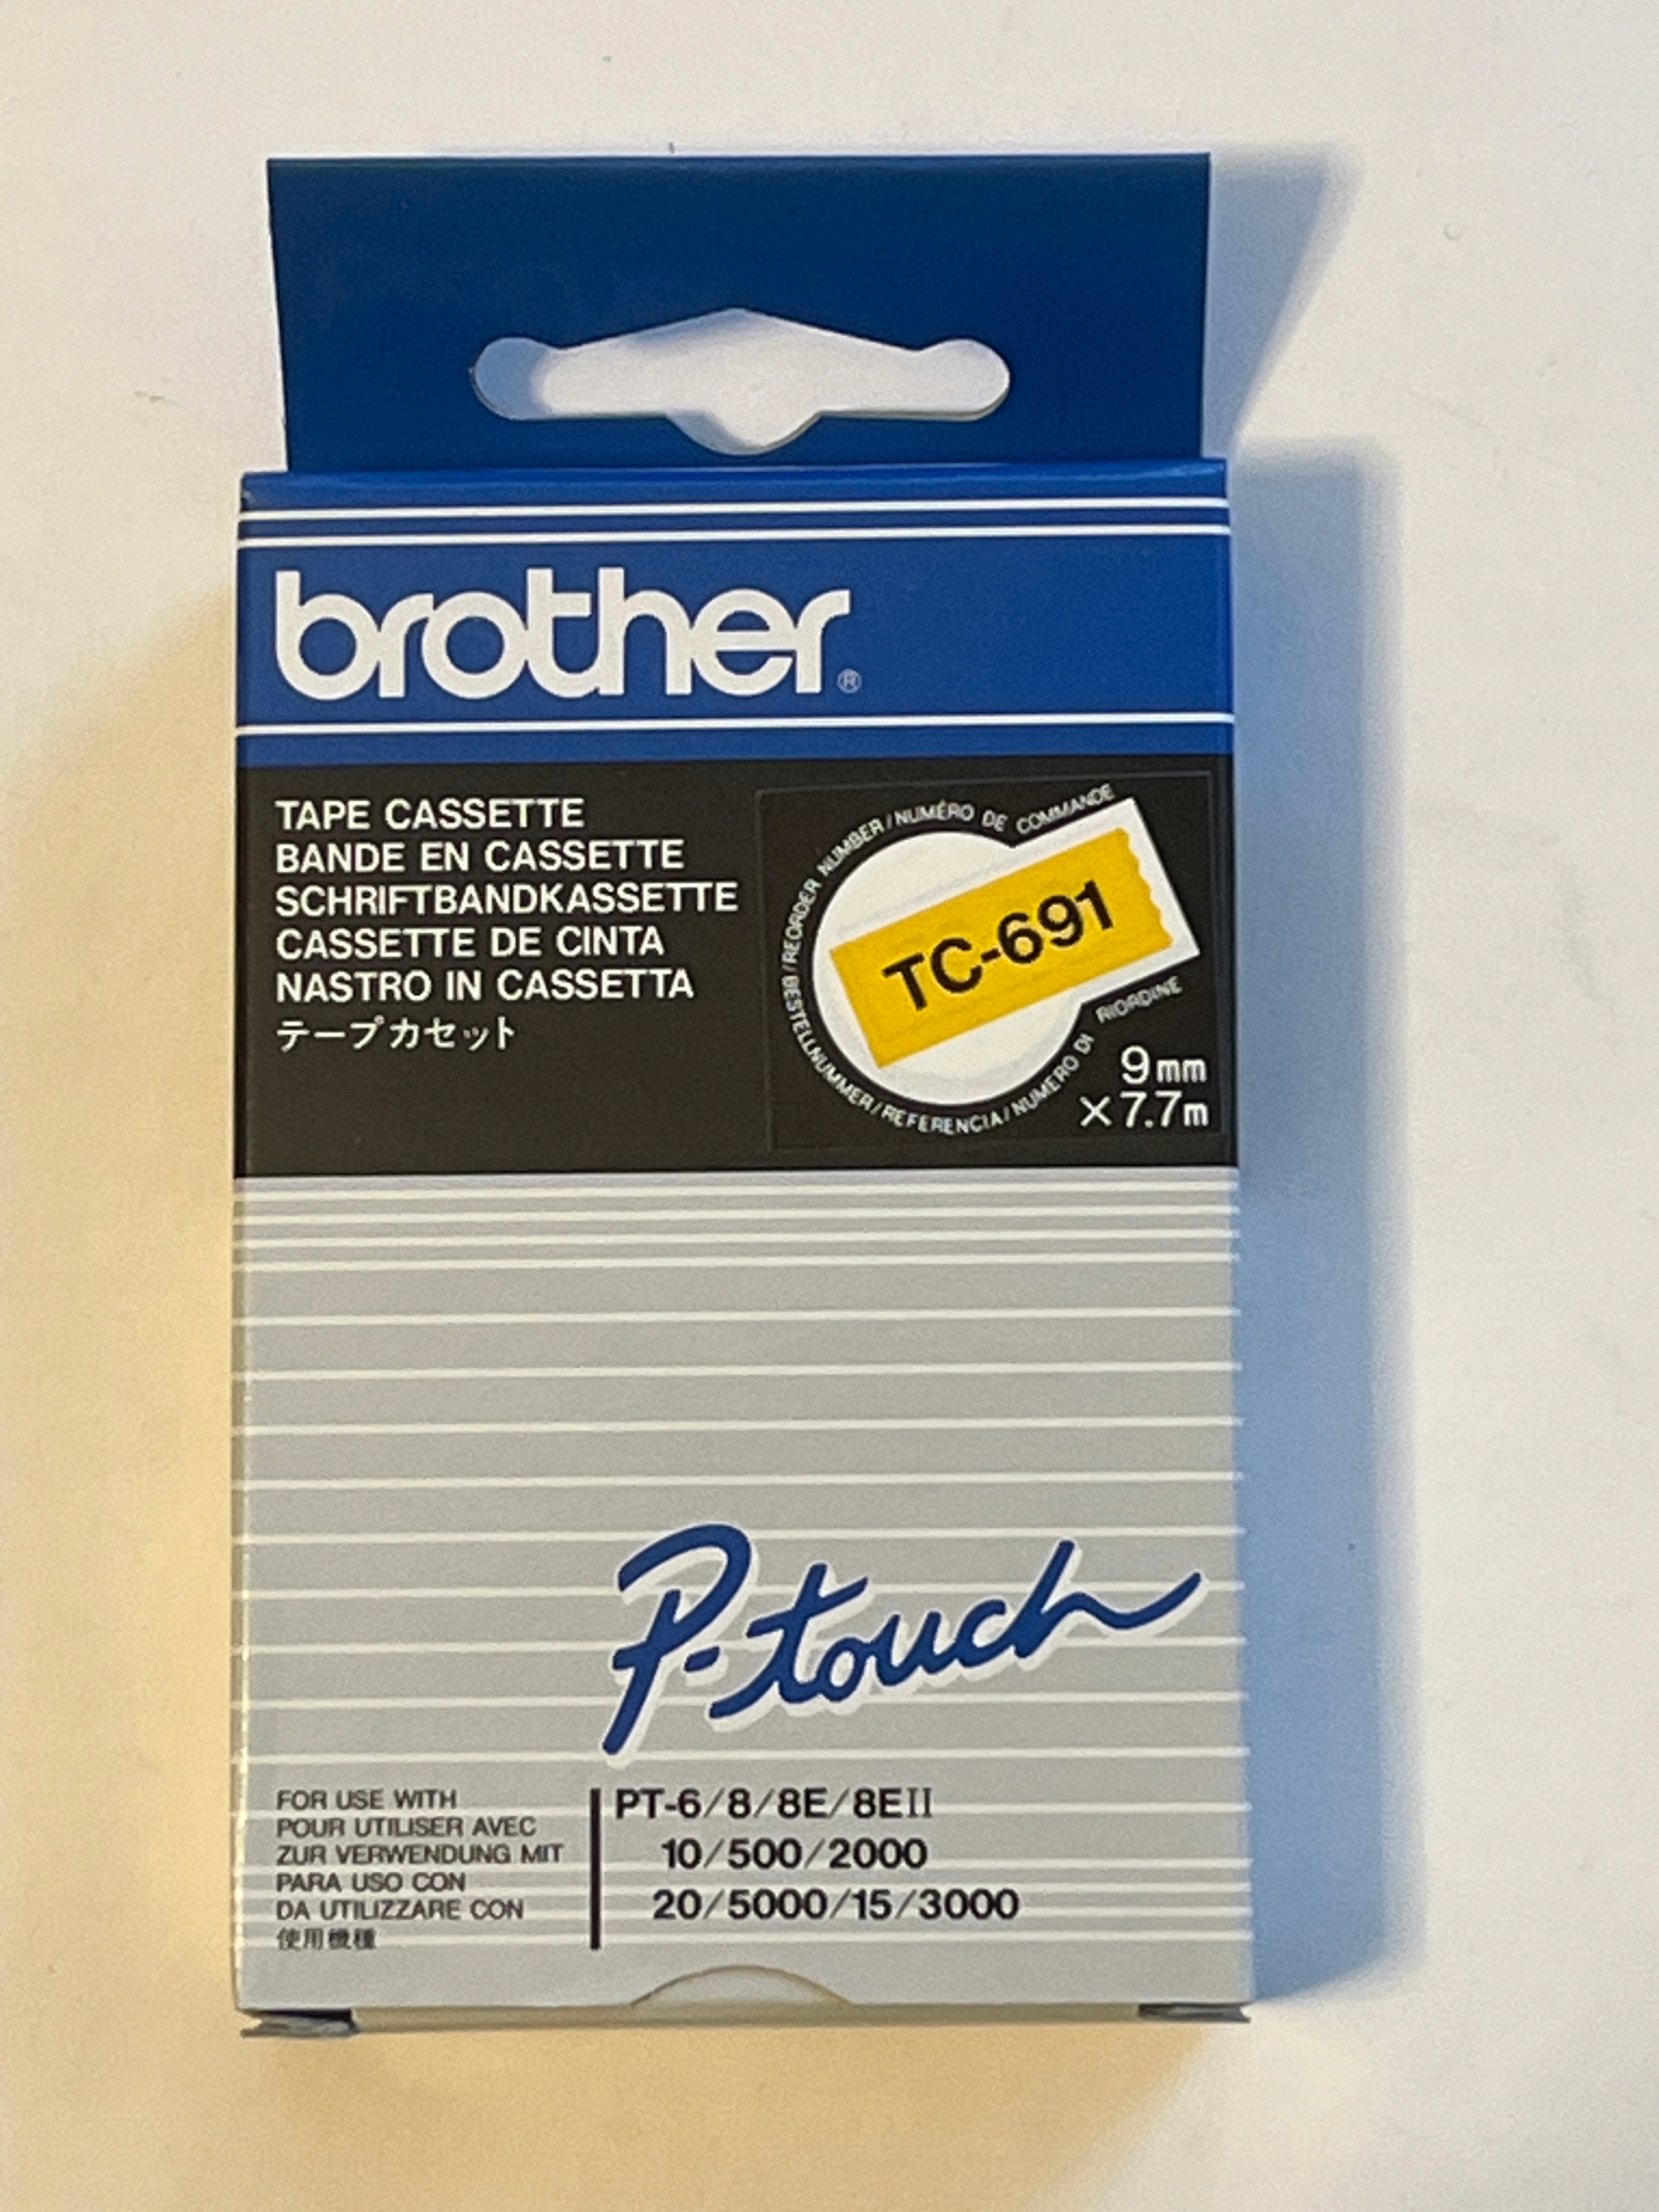 brother®
TAPE CASSETTE
BANDE EN CASSETTE
SCHRIFTBANDKASSETTE
CASSETTE DE CINTA
NASTRO IN CASSETTA
テープカセット
BESTELLNUMMER/REFERENCIA/NUMERO DI RIORDINE/REORDER NUMBER/NUMÉRO DE COMMANDE
TC-691
9mm
×7.7m
P-touch
FOR USE WITH
POUR UTILISER AVEC
ZUR VERWENDUNG MIT
PARA USO CON
DA UTILIZZARE CON
使用機種
PT-6/8/8E/8EII
10/500/2000
20/5000/15/3000